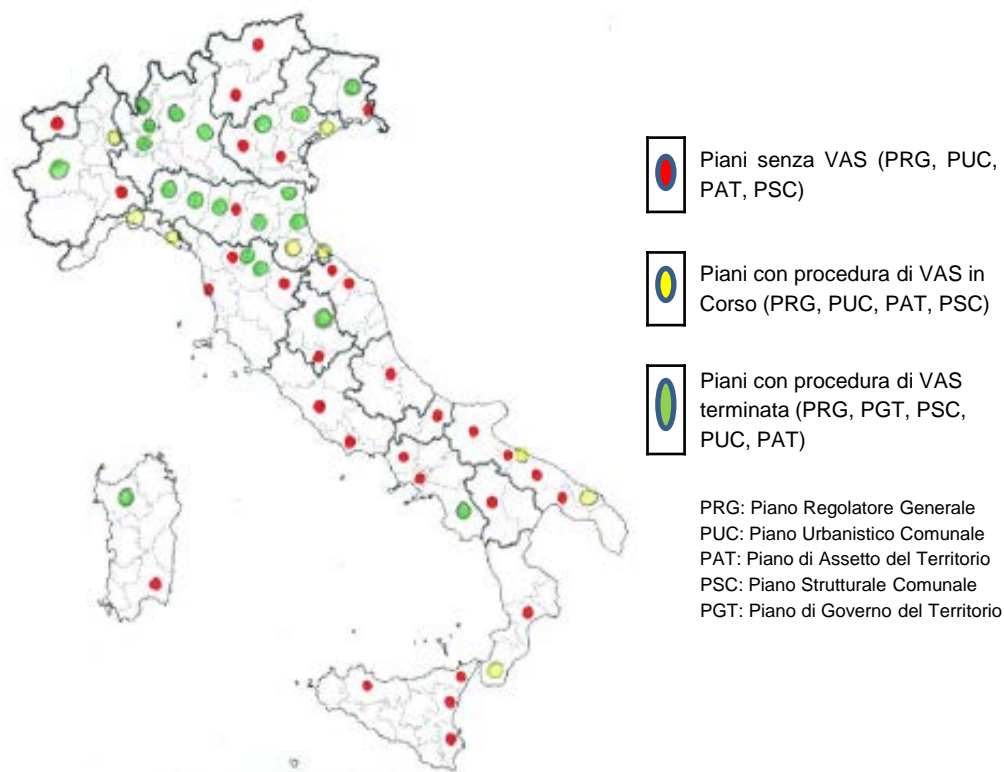 Piani senza VAS (PRG, PUC,
PAT, PSC)
Piani con procedura di VAS in
Corso (PRG, PUC, PAT, PSC)
Piani con procedura di VAS
terminata (PRG, PGT, PSC,
PUC, PAT)
PRG: Piano Regolatore Generale
PUC: Piano Urbanistico Comunale
PAT: Piano di Assetto del Territorio
PSC: Piano Strutturale Comunale
PGT: Piano di Governo del Territorio